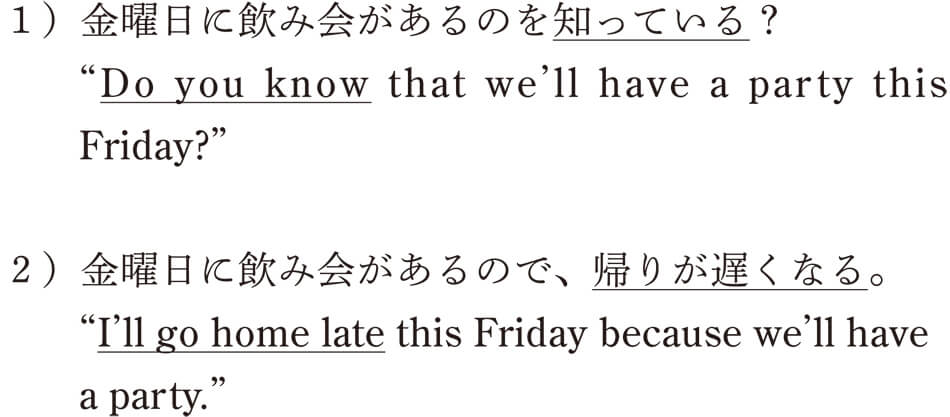 １）金曜日に飲み会があるのを知っている？
“Do you know that we’ll have a party this
Friday?”
２）金曜日に飲み会があるので、帰りが遅くなる。
“I’ll go home late this Friday because we’ll have
a party.”